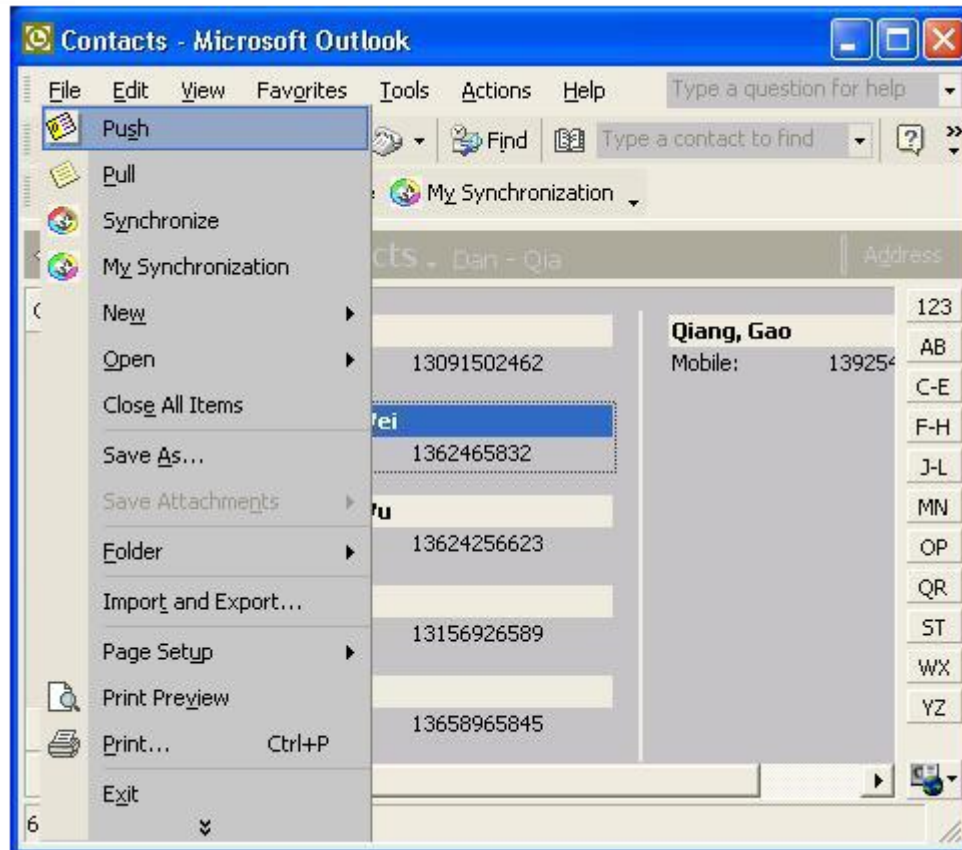 Contacts - Microsoft Outlook
File Edit View Favorites Tools Actions Help Type a question for help
Push
Find Type a contact to find
Pull
My Synchronization
Synchronize
My Synchronization
cts . Dan - Qia Address
New
Open
Close All Items
Save As...
Save Attachments
Folder
Import and Export...
Page Setup
Print Preview
Print... Ctrl+P
Exit
13091502462
'ei
1362465832
'u
13624256623
13156926589
13658965845
Qiang, Gao
Mobile: 139254
123
AB
C-E
F-H
J-L
MN
OP
QR
ST
WX
YZ
6